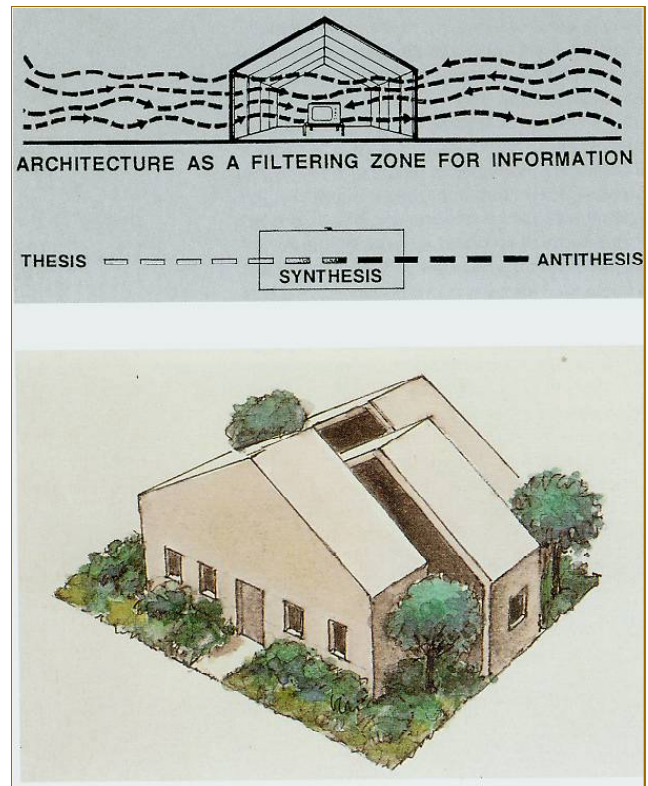 ARCHITECTURE AS A FILTERING ZONE FOR INFORMATION
THESIS
SYNTHESIS
ANTITHESIS